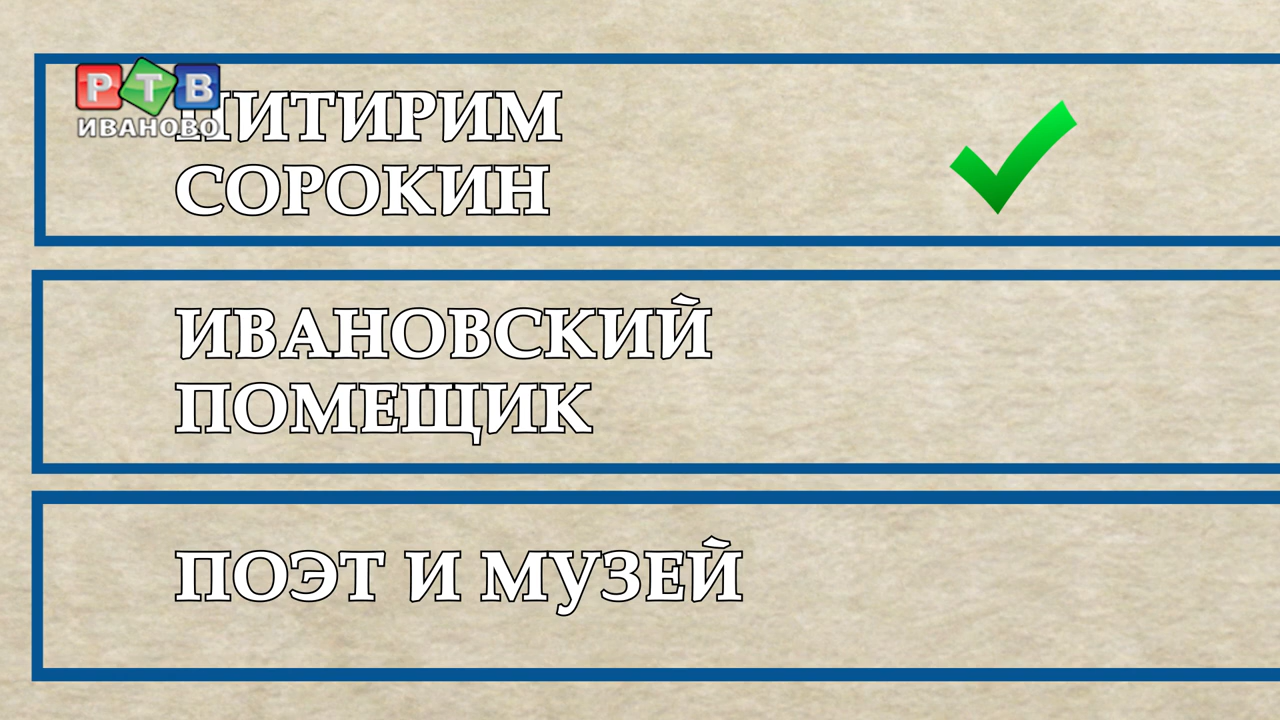 РТВ
ИВАНОВО
ПИТИРИМ
СОРОКИН
ИВАНОВСКИЙ
ПОМЕЩИК
ПОЭТ И МУЗЕЙ